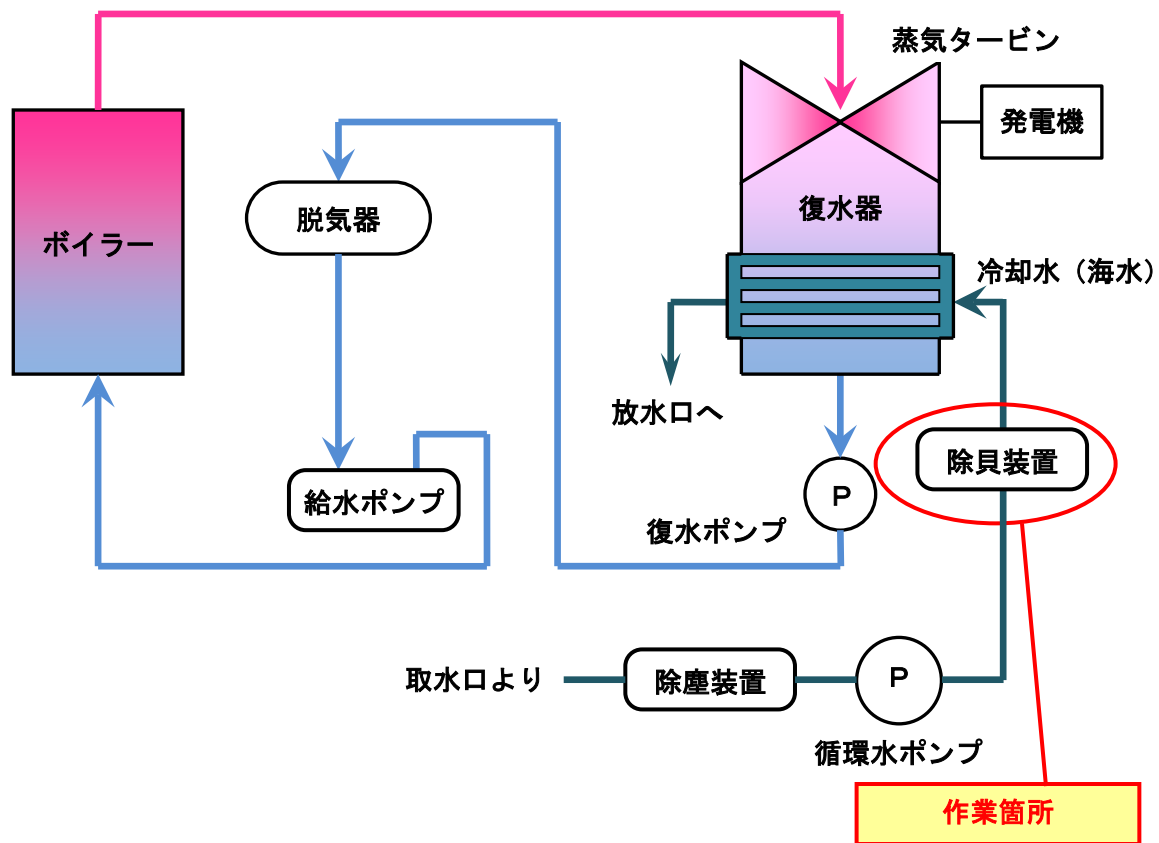 蒸気タービン
発電機
脱気器
復水器
ボイラー
冷却水（海水）
放水口へ
除貝装置
給水ポンプ
P
復水ポンプ
取水口より
除塵装置
P
循環水ポンプ
作業箇所